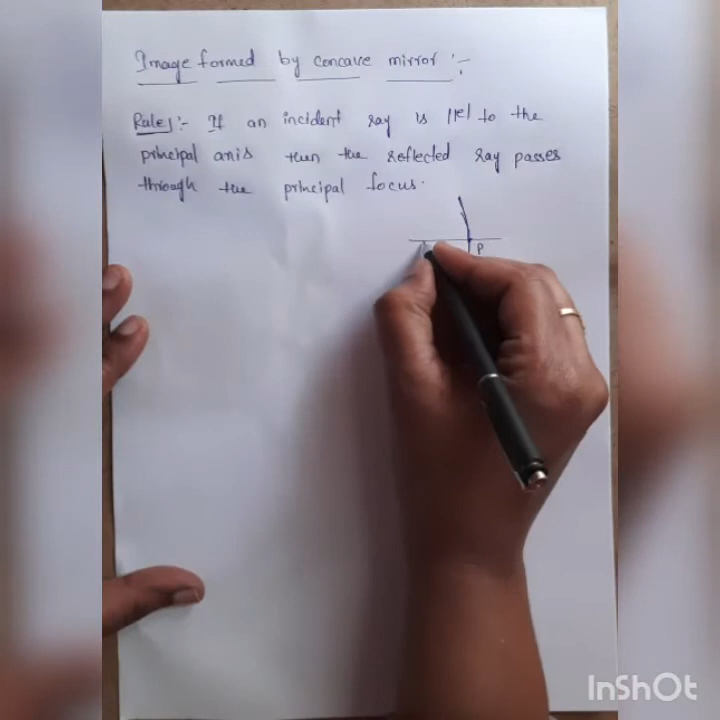 Image formed by concave mirror :-
Rules :- If an incident ray is llel to the
principal axis then the reflected ray passes
through the principal focus.
P
InShOt